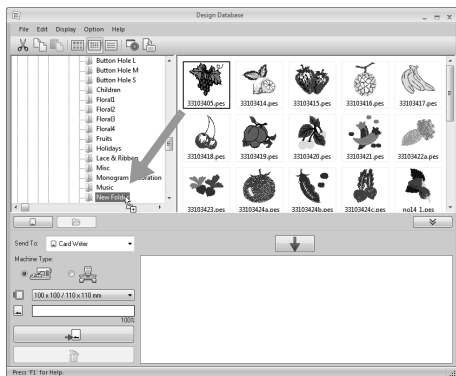 Design Database
File Edit Display Option Help
Button Hole L
Button Hole M
Button Hole S
Children
Floral1
Floral2
Floral3
Floral4
Fruits
Holidays
Lace & Ribbon
Misc
Monogram
Music
New Folder
33103405.pes 33103414.pes 33103415.pes 33103416.pes 33103417.pes
33103418.pes 33103419.pes 33103420.pes 33103421.pes 33103422a.pes
33103423.pes 33103424a.pes 33103424b.pes 33103424c.pes no14_1.pes
Send To: Card Writer
Machine Type:
100 x 100 / 110 x 110 mm
100%
Press 'F1' for Help.